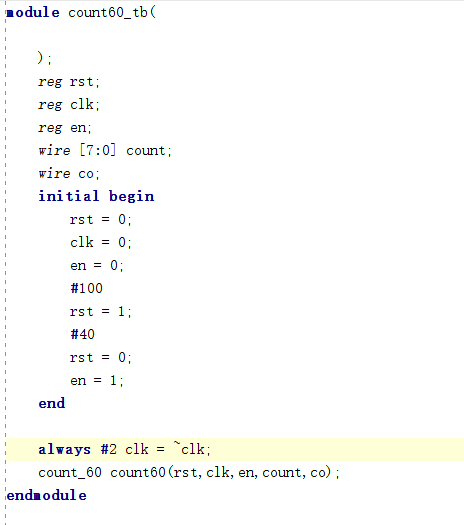 module count60_tb(
);
reg rst;
reg clk;
reg en;
wire [7:0] count;
wire co;
initial begin
rst = 0;
clk = 0;
en = 0;
#100
rst = 1;
#40
rst = 0;
en = 1;
end
always #2 clk = ~clk;
count_60 count60(rst,clk,en,count,co);
endmodule